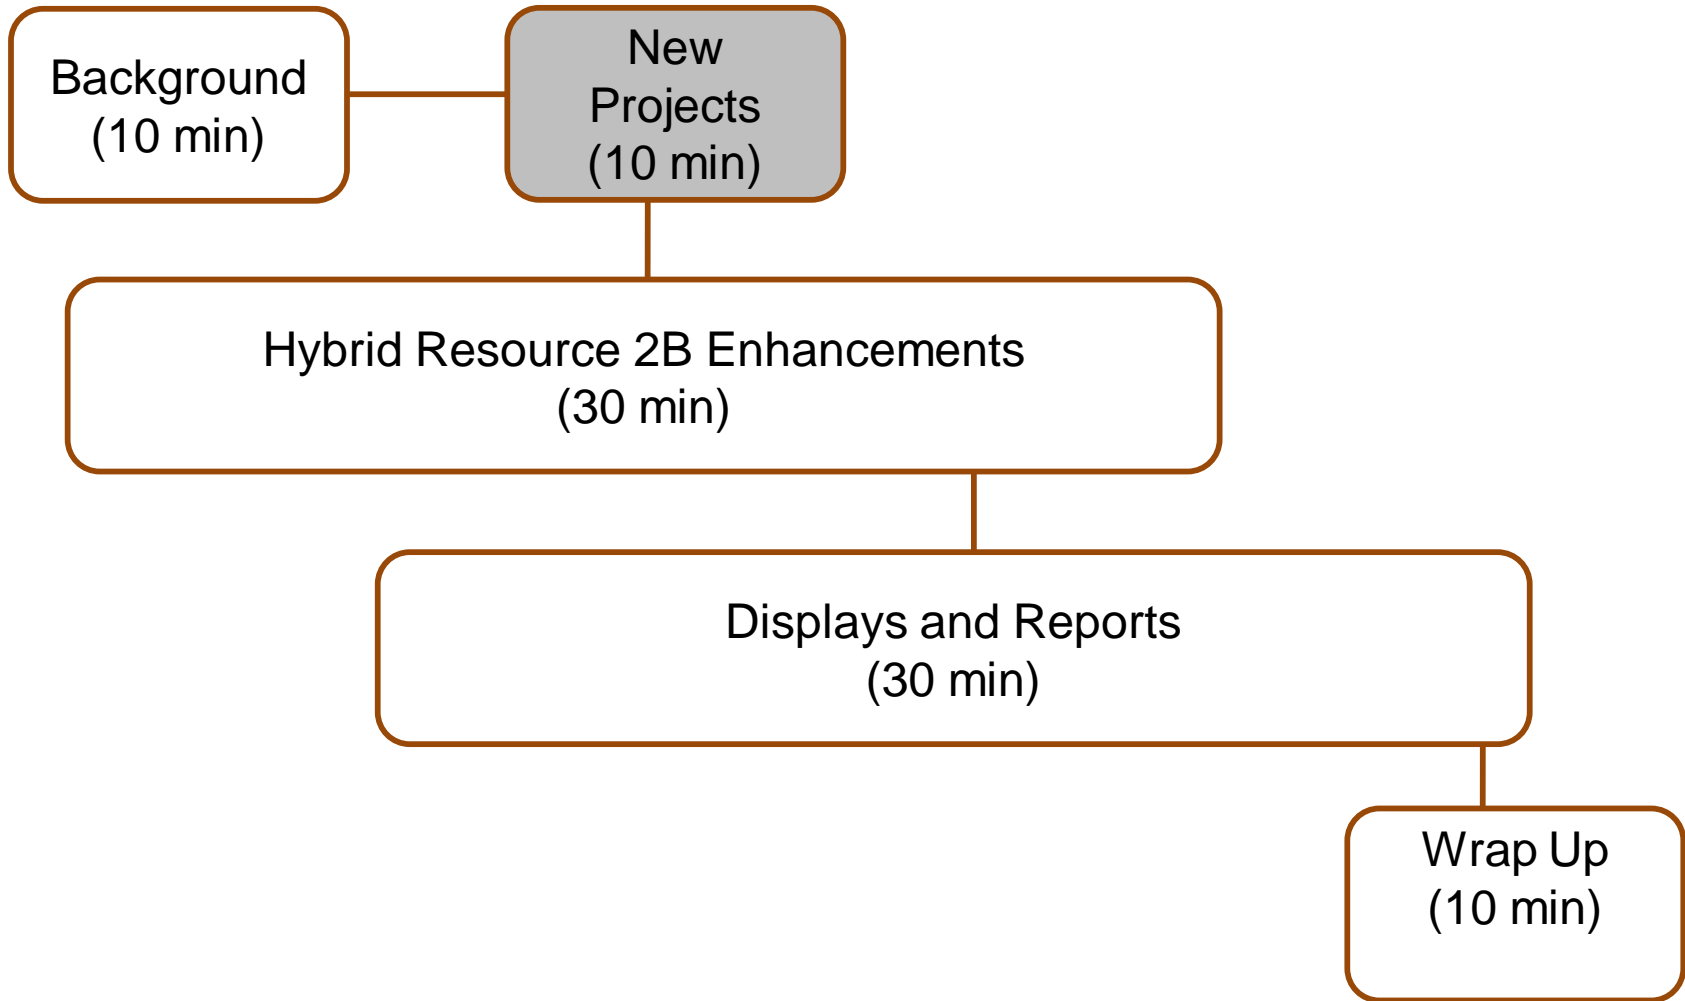 Background
(10 min)
New
Projects
(10 min)
Hybrid Resource 2B Enhancements
(30 min)
Displays and Reports
(30 min)
Wrap Up
(10 min)